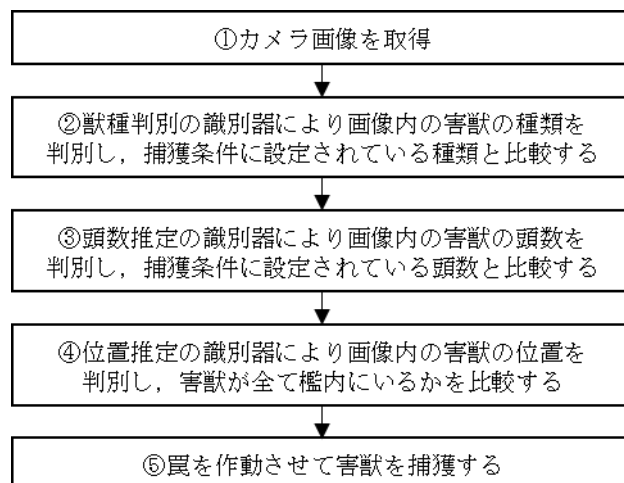 ①カメラ画像を取得
②獣種判別の識別器により画像内の害獣の種類を
判別し，捕獲条件に設定されている種類と比較する
③頭数推定の識別器により画像内の害獣の頭数を
判別し，捕獲条件に設定されている頭数と比較する
④位置推定の識別器により画像内の害獣の位置を
判別し，害獣が全て檻内にいるかを比較する
⑤罠を作動させて害獣を捕獲する